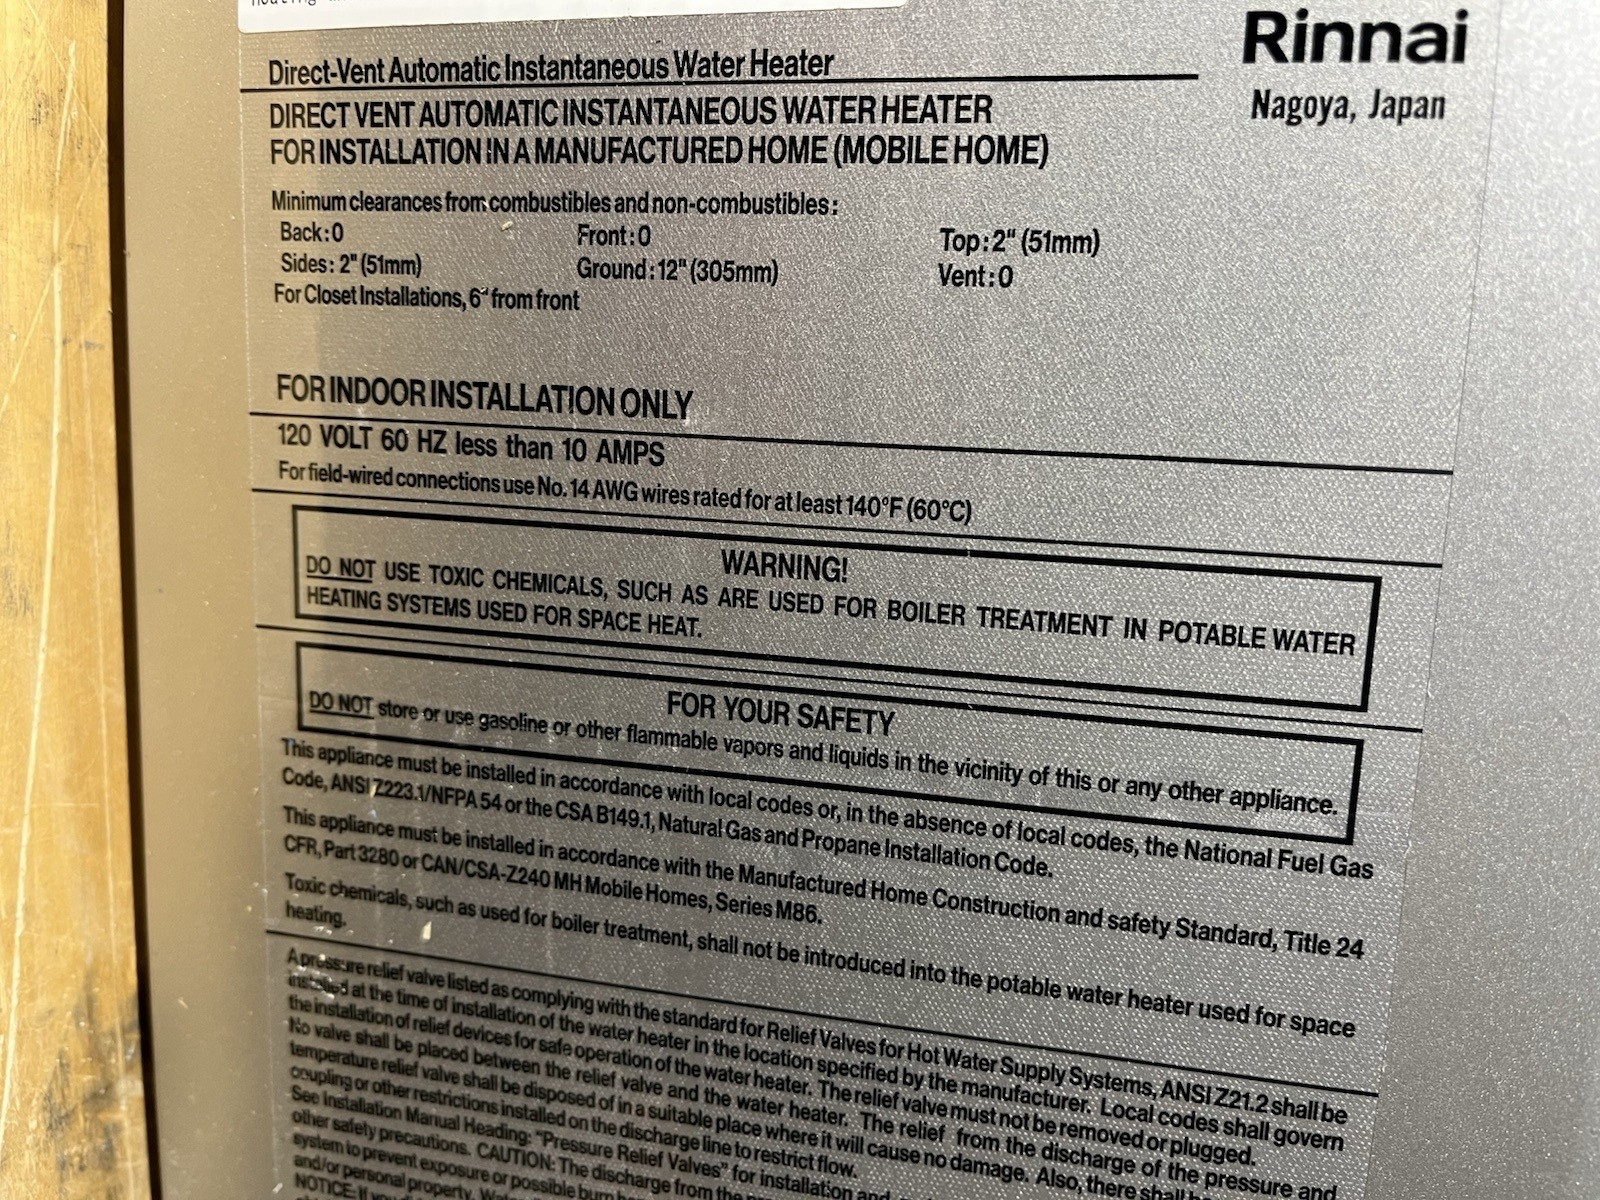 Rinnai
Nagoya, Japan
Direct-Vent Automatic Instantaneous Water Heater
DIRECT VENT AUTOMATIC INSTANTANEOUS WATER HEATER
FOR INSTALLATION IN A MANUFACTURED HOME (MOBILE HOME)
Minimum clearances from combustibles and non-combustibles:
Back:0 Front:0 Top:2" (51mm)
Sides: 2" (51mm) Ground:12" (305mm) Vent:0
For Closet Installations, 6" from front
FOR INDOOR INSTALLATION ONLY
120 VOLT 60 HZ less than 10 AMPS
For field-wired connections use No. 14 AWG wires rated for at least 140°F (60°C)
WARNING!
DO NOT USE TOXIC CHEMICALS, SUCH AS ARE USED FOR BOILER TREATMENT IN POTABLE WATER
HEATING SYSTEMS USED FOR SPACE HEAT.
FOR YOUR SAFETY
DO NOT store or use gasoline or other flammable vapors and liquids in the vicinity of this or any other appliance.
This appliance must be installed in accordance with local codes or, in the absence of local codes, the National Fuel Gas
Code, ANSI Z223.1/NFPA 54 or the CSA B149.1, Natural Gas and Propane Installation Code.
This appliance must be installed in accordance with the Manufactured Home Construction and safety Standard, Title 24
CFR, Part 3280 or CAN/CSA-Z240 MH Mobile Homes, Series M86.
Toxic chemicals, such as used for boiler treatment, shall not be introduced into the potable water heater used for space
heating.
A pressure relief valve listed as complying with the standard for Relief Valves for Hot Water Supply Systems, ANSI Z21.2 shall be
installed at the time of installation of the water heater in the location specified by the manufacturer. Local codes shall govern
the installation of relief devices for safe operation of the water heater. The relief valve must not be removed or plugged.
No valve shall be placed between the relief valve and the water heater. The relief from the discharge of the pressure and
temperature relief valve shall be disposed of in a suitable place where it will cause no damage. Also, there shall
coupling or other restrictions installed on the discharge line to restrict flow.
See Installation Manual Heading: "Pressure Relief Valves" for installation and
other safety precautions. CAUTION: The discharge from the
system to prevent exposure or possible burn
and/or personal property.
NOTICE: If